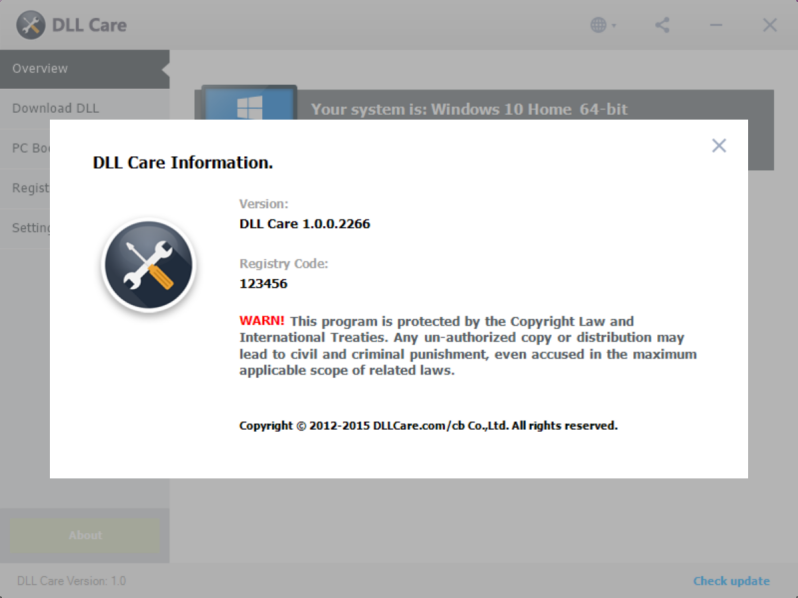 DLL Care
Overview
Download DLL
Your system is: Windows 10 Home 64-bit
PC Bo
Regist
Setting
DLL Care Information.
Version:
DLL Care 1.0.0.2266
Registry Code:
123456
WARN! This program is protected by the Copyright Law and
International Treaties. Any un-authorized copy or distribution may
lead to civil and criminal punishment, even accused in the maximum
applicable scope of related laws.
Copyright © 2012-2015 DLLCare.com/cb Co.,Ltd. All rights reserved.
About
DLL Care Version: 1.0
Check update